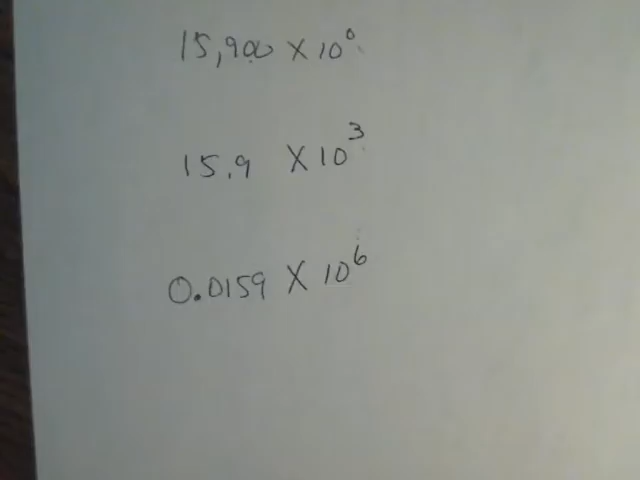 15,900 × 10⁰
15.9 × 10³
0.0159 × 10⁶